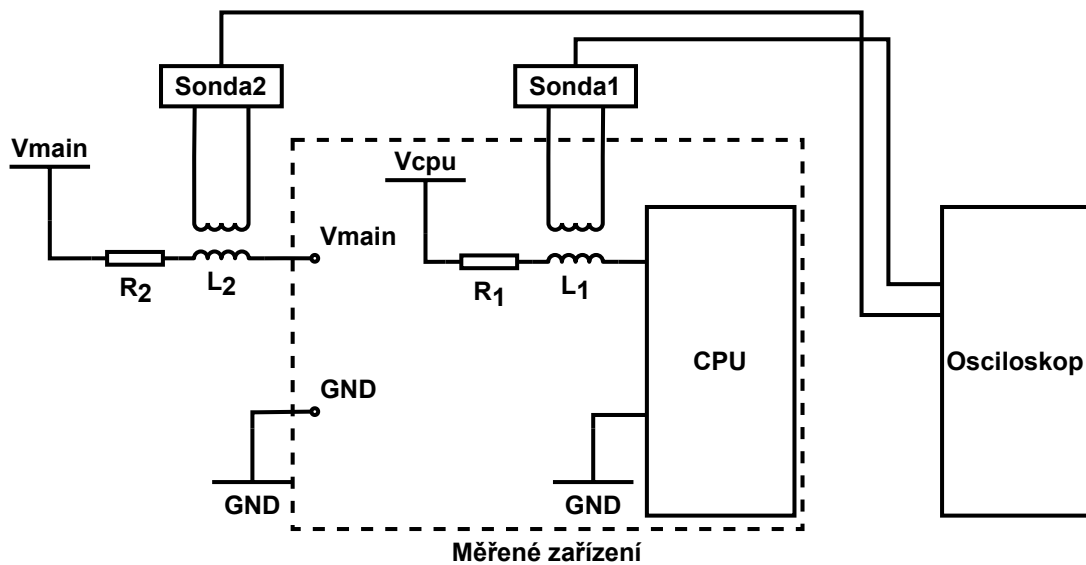 Sonda2
Sonda1
Vmain
Vcpu
Vmain
R2
L2
R1
L1
CPU
Osciloskop
GND
GND
GND
Měřené zařízení